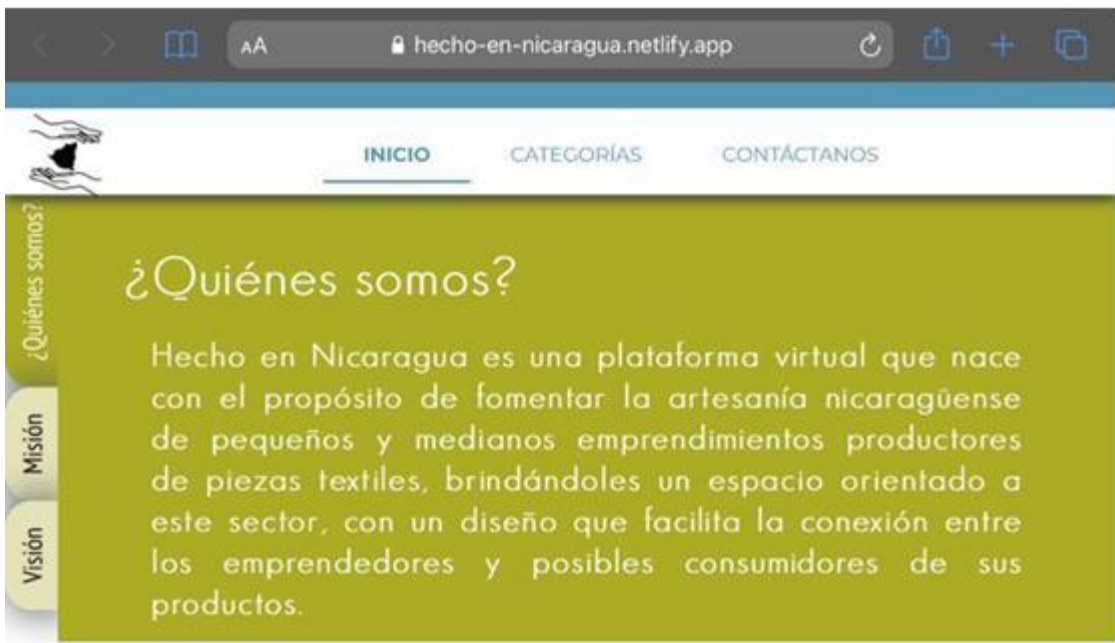 AA hecho-en-nicaragua.netlify.app
INICIO CATEGORÍAS CONTÁCTANOS
¿Quiénes somos?
Misión
Visión
¿Quiénes somos?
Hecho en Nicaragua es una plataforma virtual que nace
con el propósito de fomentar la artesanía nicaragüense
de pequeños y medianos emprendimientos productores
de piezas textiles, brindándoles un espacio orientado a
este sector, con un diseño que facilita la conexión entre
los emprendedores y posibles consumidores de sus
productos.